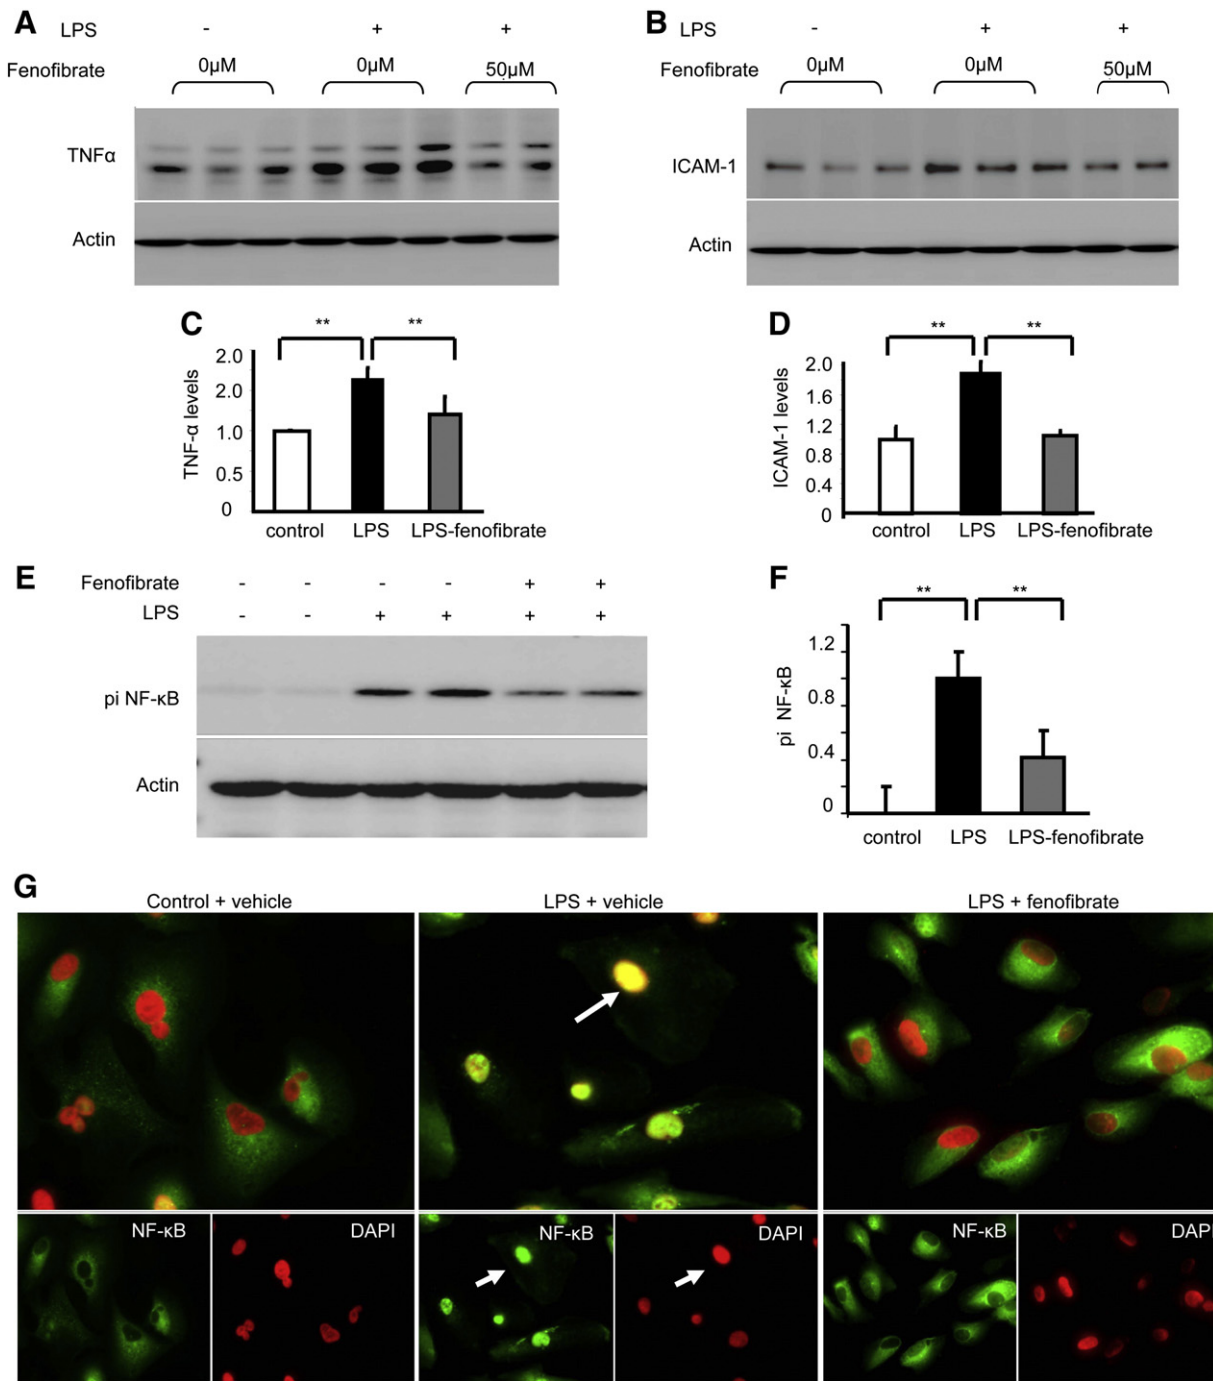 A
LPS - + +
Fenofibrate 0µM 0µM 50µM
TNFα
Actin
B
LPS - + +
Fenofibrate 0µM 0µM 50µM
ICAM-1
Actin
C
** **
TNF-α levels
2.0
2.0
1.0
0.5
0
control LPS LPS-fenofibrate
D
** **
ICAM-1 levels
2.0
1.6
1.2
0.8
0.4
0
control LPS LPS-fenofibrate
E
Fenofibrate - - - - + +
LPS - - + + + +
pi NF-κB
Actin
F
** **
pi NF-κB
1.2
0.8
0.4
0
control LPS LPS-fenofibrate
G
Control + vehicle LPS + vehicle LPS + fenofibrate
NF-κB DAPI NF-κB DAPI NF-κB DAPI